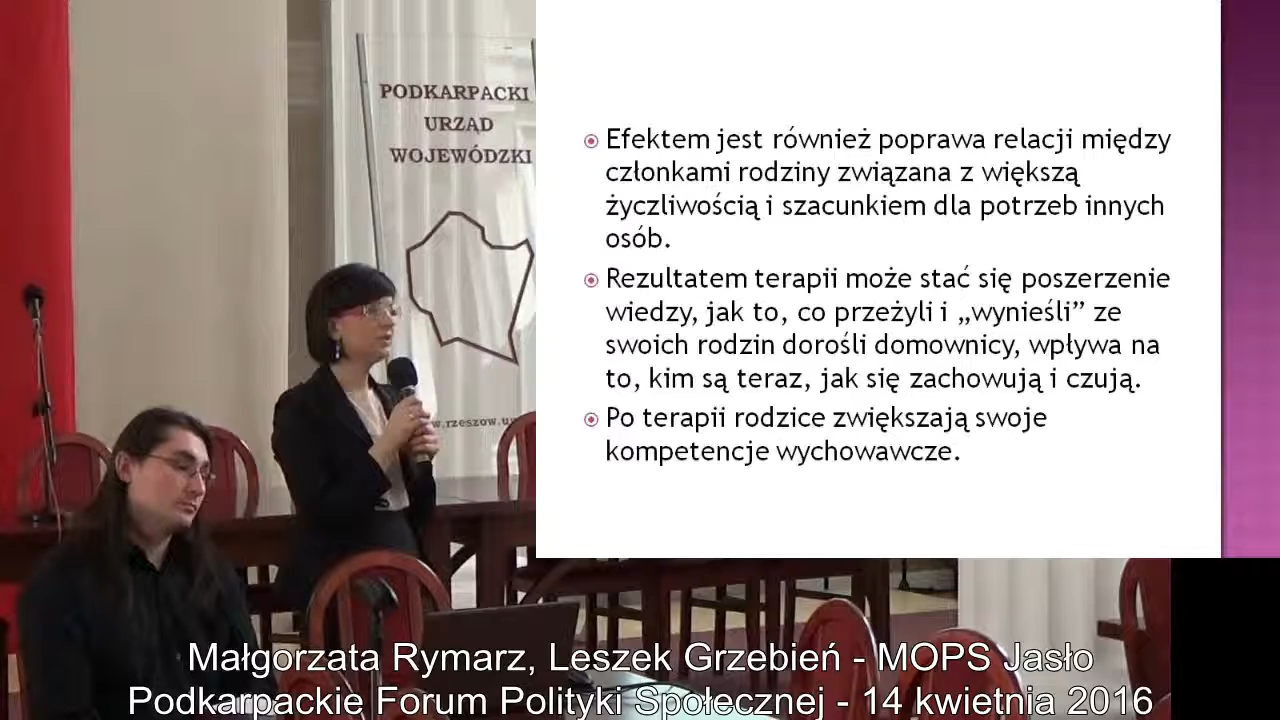 PODKARPACKI
URZĄD
WOJEWÓDZKI
Efektem jest również poprawa relacji między
członkami rodziny związana z większą
życzliwością i szacunkiem dla potrzeb innych
osób.
Rezultatem terapii może stać się poszerzenie
wiedzy, jak to, co przeżyli i „wynieśli” ze
swoich rodzin dorośli domownicy, wpływa na
to, kim są teraz, jak się zachowują i czują.
Po terapii rodzice zwiększają swoje
kompetencje wychowawcze.
Małgorzata Rymarz, Leszek Grzebień - MOPS Jasło
Podkarpackie Forum Polityki Społecznej - 14 kwietnia 2016